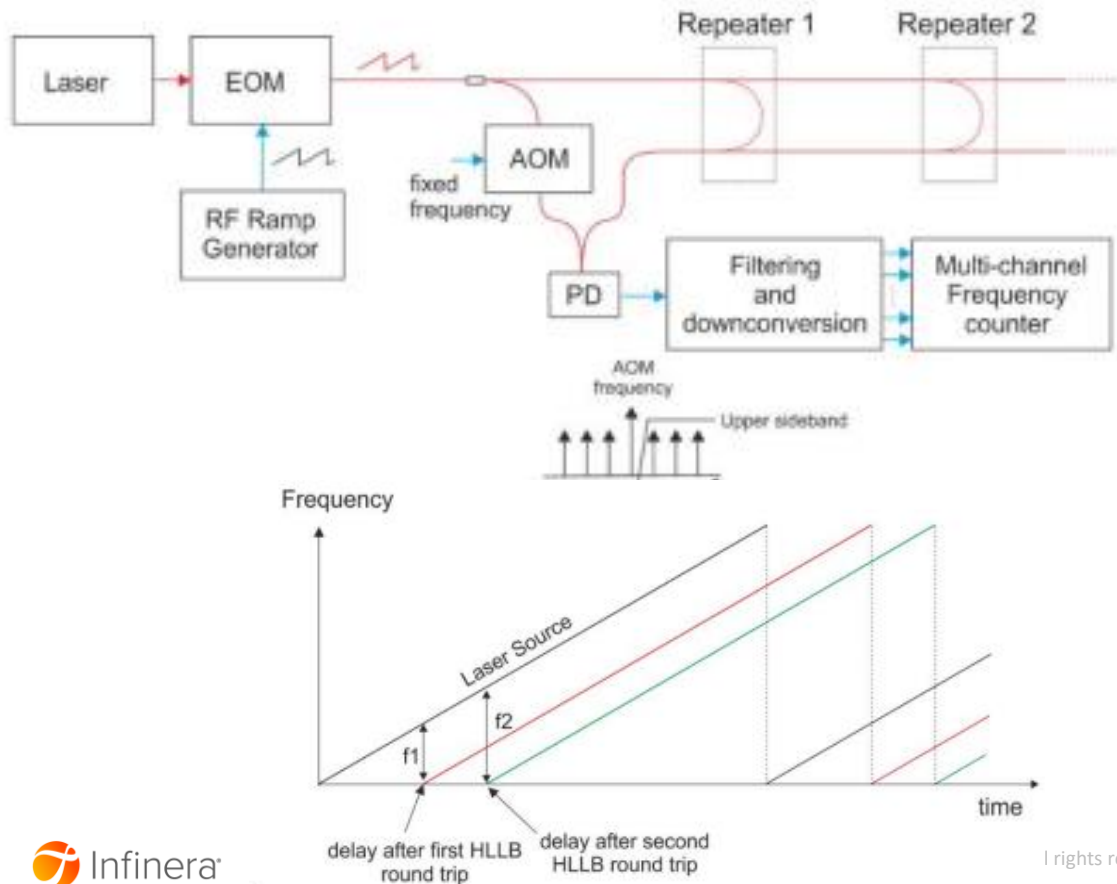 Repeater 1
Repeater 2
Laser
EOM
AOM
fixed
frequency
RF Ramp
Generator
PD
Filtering
and
downconversion
Multi-channel
Frequency
counter
AOM
frequency
Upper sideband
Frequency
Laser Source
f1
f2
time
delay after first HLLB
round trip
delay after second
HLLB round trip
Infinera
l rights re